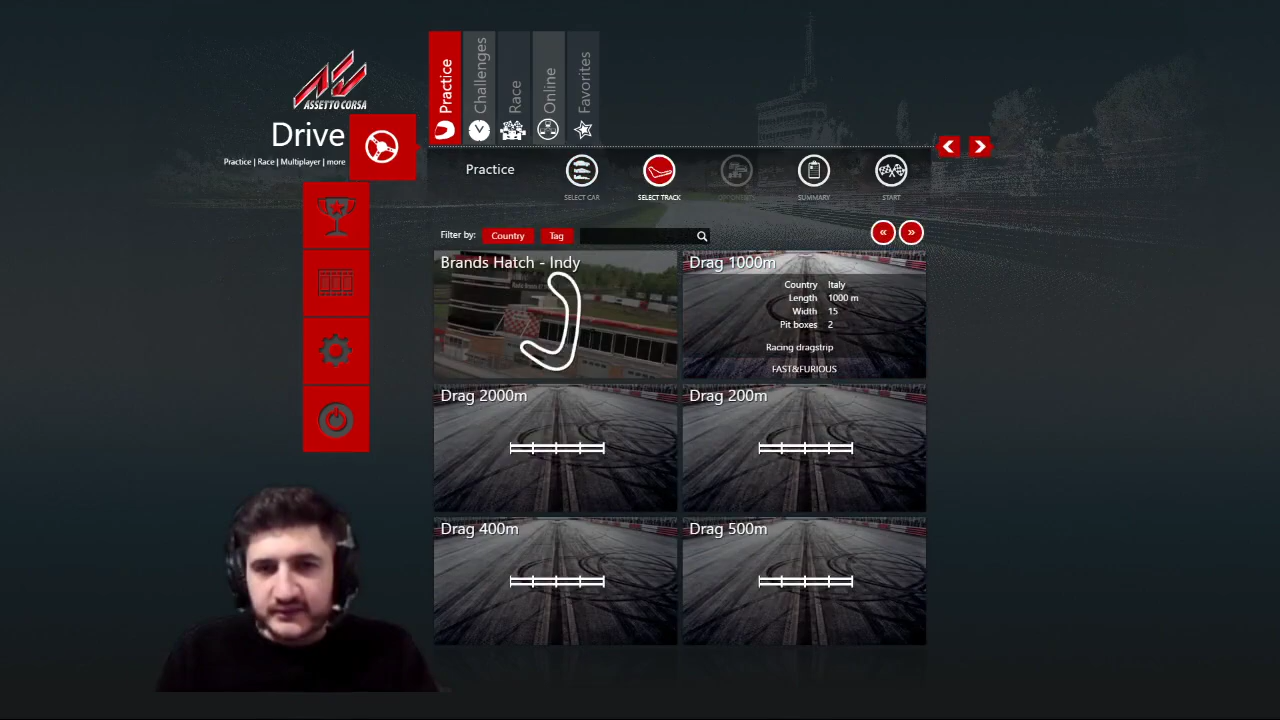 Practice
Challenges
Race
Online
Favorites
ASSETTO CORSA
Drive
Practice | Race | Multiplayer | more
Practice
SELECT CAR
SELECT TRACK
SUMMARY
START
Filter by:
Country
Tag
Brands Hatch - Indy
Drag 1000m
Country Italy
Length 1000 m
Width 15
Pit boxes 2
Racing dragstrip
FAST&FURIOUS
Drag 2000m
Drag 200m
Drag 400m
Drag 500m